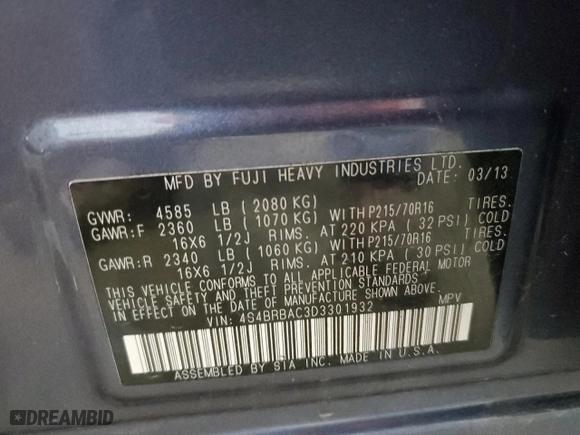 MFD BY FUJI HEAVY INDUSTRIES LTD.
DATE: 03/13
GVWR: 4585 LB ( 2080 KG) TIRES.
GAWR:F 2360 LB ( 1070 KG) WITH P215/70R16
16X6 1/2J RIMS. AT 220 KPA ( 32 PSI) COLD
GAWR:R 2340 LB ( 1060 KG) WITH P215/70R16 TIRES.
16X6 1/2J RIMS. AT 210 KPA ( 30 PSI) COLD
THIS VEHICLE CONFORMS TO ALL APPLICABLE FEDERAL MOTOR
VEHICLE SAFETY AND THEFT PREVENTION STANDARDS IN EFFECT
ON THE DATE OF MANUFACTURE SHOWN ABOVE.
VIN: 4S4BRBAC3D3301932 MPV
ASSEMBLED BY SIA INC. MADE IN U.S.A.
DREAMBID